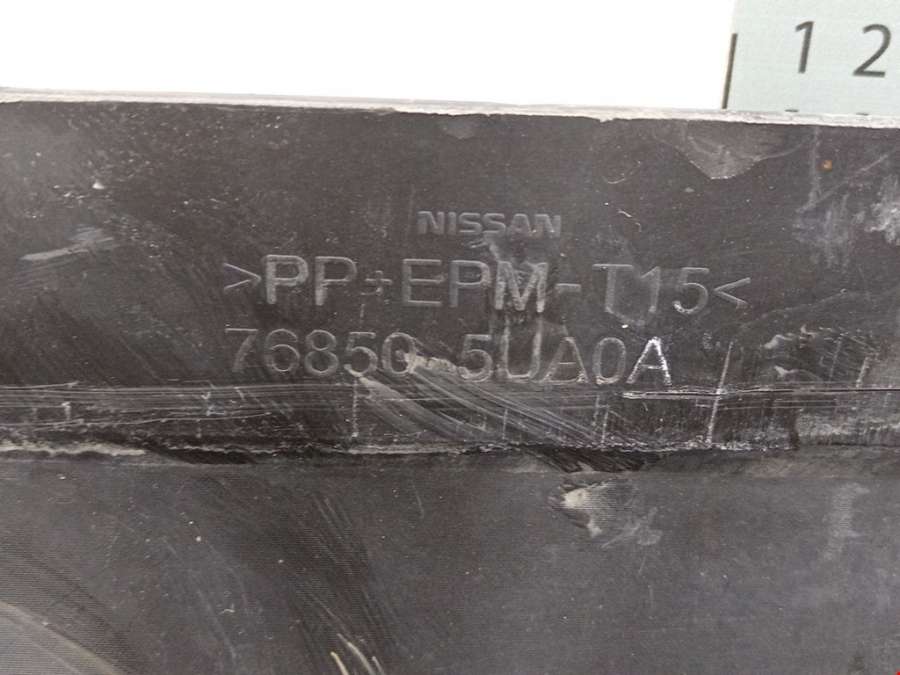 1 2
NISSAN
>PP+EPM-T15<
76850 5UA0A